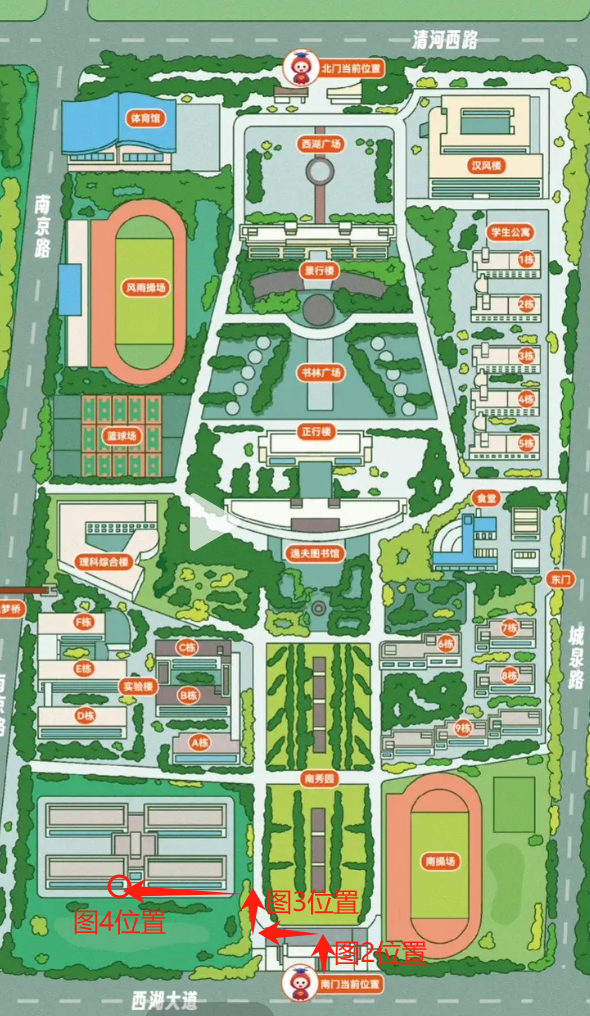 清河西路
北门当前位置
体育馆
西湖广场
汉风楼
南京路
学生公寓
1栋
景行楼
风雨操场
2栋
3栋
书林广场
4栋
篮球场
正行楼
5栋
食堂
逸夫图书馆
理科综合楼
东门
梦桥
F栋
7栋
城泉路
C栋
6栋
E栋
实验楼
8栋
B栋
D栋
9栋
A栋
南秀园
南操场
图3位置
图4位置
图2位置
南门当前位置
西湖大道